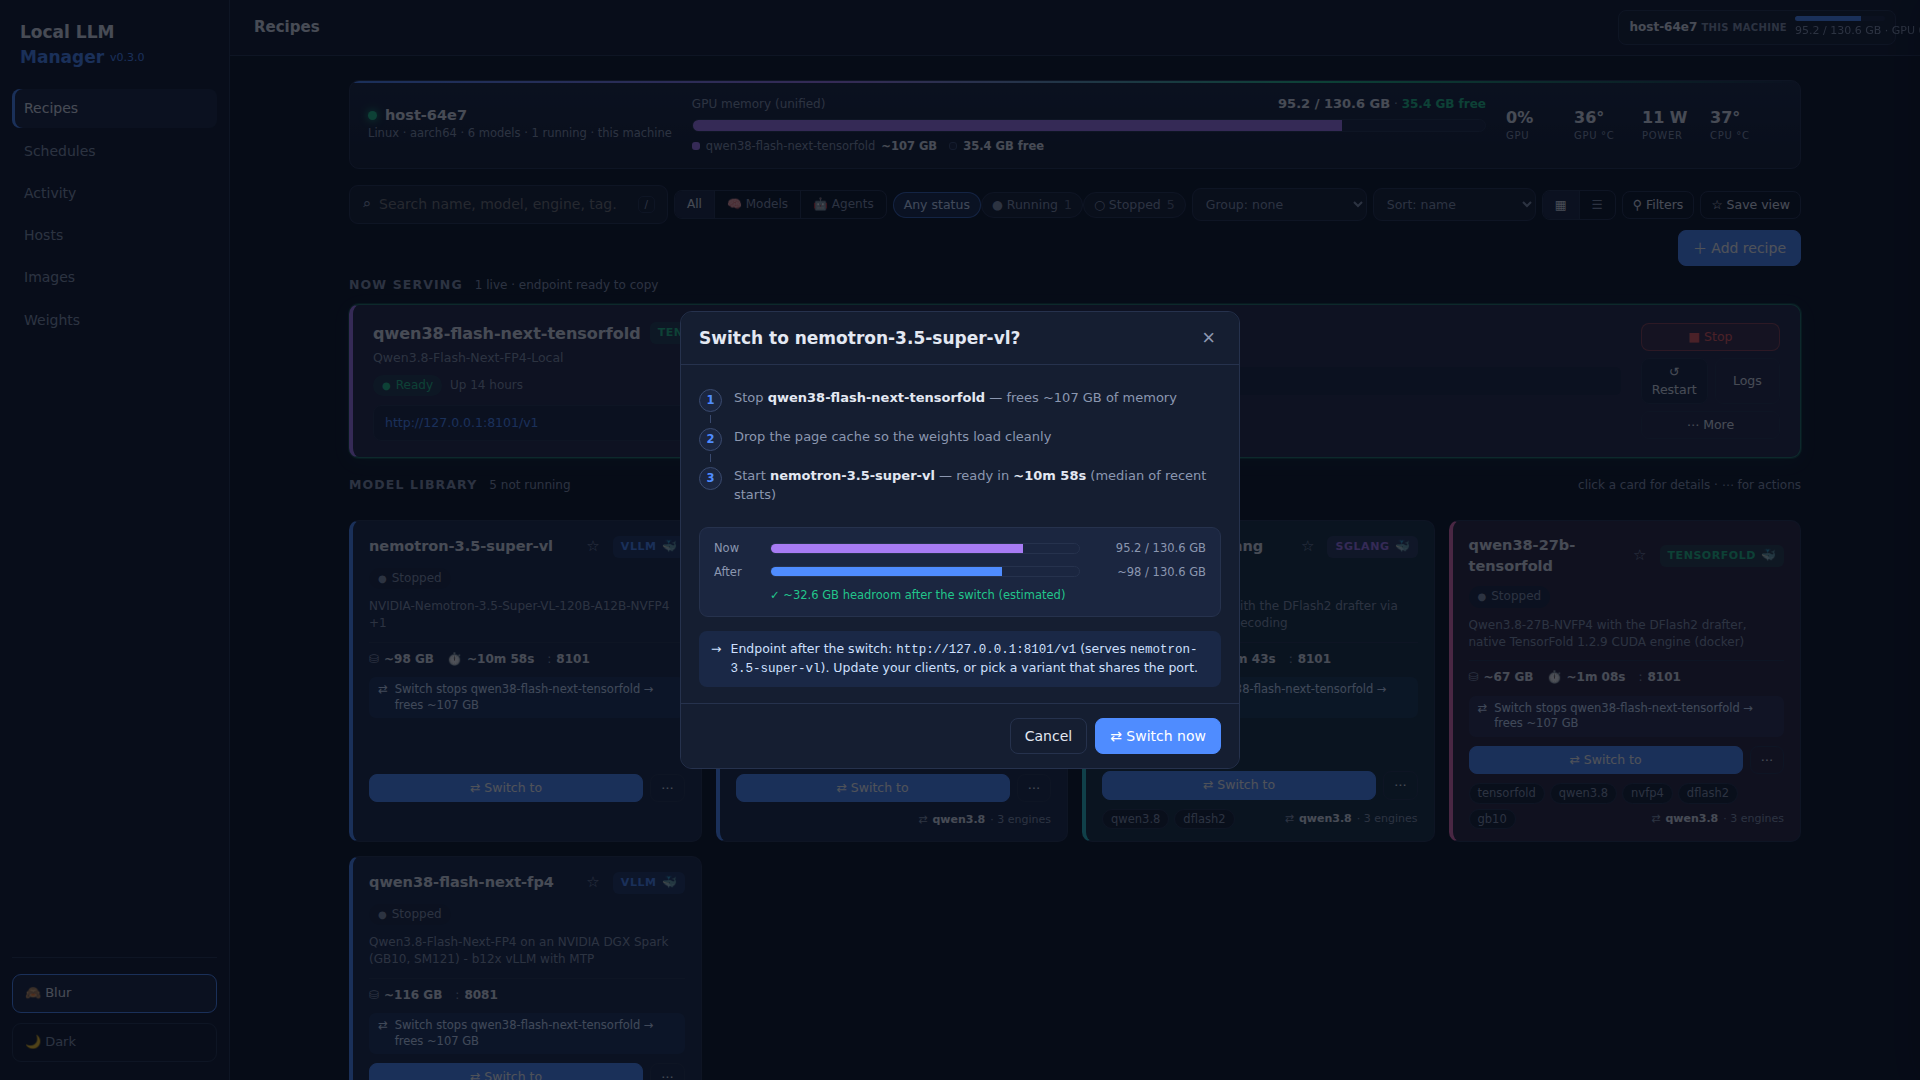 Local LLM
Manager v0.3.0
Recipes
Schedules
Activity
Hosts
Images
Weights
🙈 Blur
🌙 Dark
Recipes
host-64e7 THIS MACHINE
95.2 / 130.6 GB · GPU
host-64e7
Linux · aarch64 · 6 models · 1 running · this machine
GPU memory (unified)
95.2 / 130.6 GB · 35.4 GB free
qwen38-flash-next-tensorfold ~107 GB 35.4 GB free
0%
GPU
36°
GPU °C
11 W
POWER
37°
CPU °C
Search name, model, engine, tag. /
All
🧠 Models
🤖 Agents
Any status
● Running 1
○ Stopped 5
Group: none
Sort: name
▦
☰
⚲ Filters
☆ Save view
+ Add recipe
NOW SERVING 1 live · endpoint ready to copy
qwen38-flash-next-tensorfold TEN
Qwen3.8-Flash-Next-FP4-Local
● Ready Up 14 hours
http://127.0.0.1:8101/v1
■ Stop
↺
Restart
Logs
··· More
MODEL LIBRARY 5 not running
click a card for details · ··· for actions
Switch to nemotron-3.5-super-vl?
×
1 Stop qwen38-flash-next-tensorfold — frees ~107 GB of memory
2 Drop the page cache so the weights load cleanly
3 Start nemotron-3.5-super-vl — ready in ~10m 58s (median of recent
starts)
Now 95.2 / 130.6 GB
After ~98 / 130.6 GB
✓ ~32.6 GB headroom after the switch (estimated)
→ Endpoint after the switch: http://127.0.0.1:8101/v1 (serves nemotron-
3.5-super-vl). Update your clients, or pick a variant that shares the port.
Cancel
⇄ Switch now
nemotron-3.5-super-vl ☆ VLLM 🐳
● Stopped
NVIDIA-Nemotron-3.5-Super-VL-120B-A12B-NVFP4
+1
~98 GB ⏱ ~10m 58s : 8101
⇄ Switch stops qwen38-flash-next-tensorfold →
frees ~107 GB
⇄ Switch to
···
⇄ Switch to
···
⇄ qwen3.8 · 3 engines
ang ☆ SGLANG 🐳
ith the DFlash2 drafter via
ecoding
m 43s : 8101
38-flash-next-tensorfold →
⇄ Switch to
···
qwen3.8 dflash2
⇄ qwen3.8 · 3 engines
qwen38-27b-
tensorfold
☆ TENSORFOLD 🐳
● Stopped
Qwen3.8-27B-NVFP4 with the DFlash2 drafter,
native TensorFold 1.2.9 CUDA engine (docker)
~67 GB ⏱ ~1m 08s : 8101
⇄ Switch stops qwen38-flash-next-tensorfold →
frees ~107 GB
⇄ Switch to
···
tensorfold qwen3.8 nvfp4 dflash2
gb10
⇄ qwen3.8 · 3 engines
qwen38-flash-next-fp4 ☆ VLLM 🐳
● Stopped
Qwen3.8-Flash-Next-FP4 on an NVIDIA DGX Spark
(GB10, SM121) - b12x vLLM with MTP
~116 GB : 8081
⇄ Switch stops qwen38-flash-next-tensorfold →
frees ~107 GB
⇄ Switch to
···